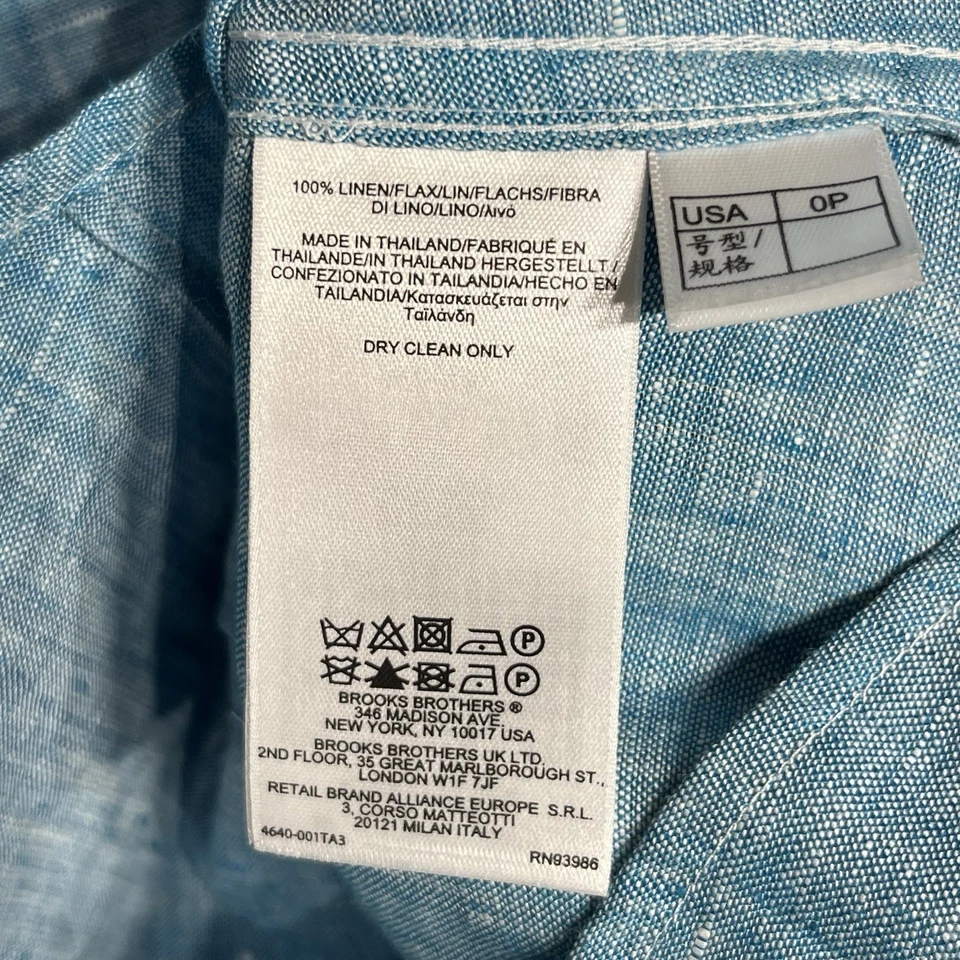 100% LINEN/FLAX/LIN/FLACHS/FIBRA
DI LINO/LINO/λινό
MADE IN THAILAND/FABRIQUÉ EN
THAILANDE/IN THAILAND HERGESTELLT/
CONFEZIONATO IN TAILANDIA/HECHO EN
TAILANDIA/Κατασκευάζεται στην
Ταϊλάνδη
DRY CLEAN ONLY
P
P
BROOKS BROTHERS ®
346 MADISON AVE.
NEW YORK, NY 10017 USA
BROOKS BROTHERS UK LTD.
2ND FLOOR, 35 GREAT MARLBOROUGH ST.,
LONDON W1F 7JF
RETAIL BRAND ALLIANCE EUROPE S.R.L.
3, CORSO MATTEOTTI
20121 MILAN ITALY
4640-001TA3
RN93986
USA 0P
号型/
规格